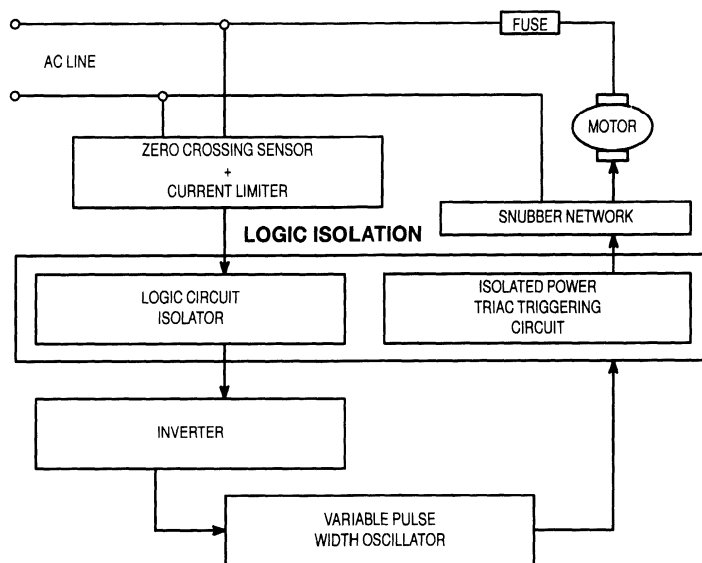 FUSE
AC LINE
MOTOR
ZERO CROSSING SENSOR
+
CURRENT LIMITER
SNUBBER NETWORK
LOGIC ISOLATION
LOGIC CIRCUIT
ISOLATOR
ISOLATED POWER
TRIAC TRIGGERING
CIRCUIT
INVERTER
VARIABLE PULSE
WIDTH OSCILLATOR